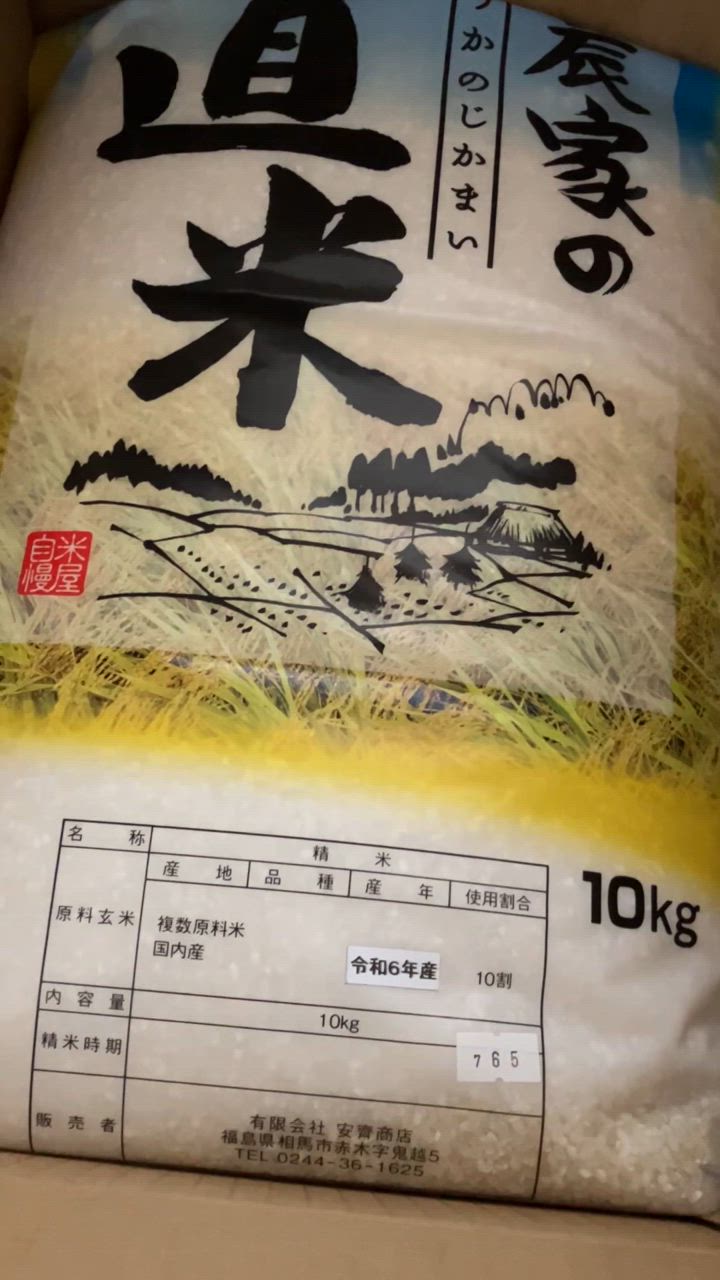 農家の
うかのじかまい
直米
米屋
自慢
10kg
名 称 精 米
原料玄米 産 地 品 種 産 年 使用割合
複数原料米
国内産 令和6年産 10割
内容量 10kg
精米時期 765
販売者 有限会社 安齊商店
福島県相馬市赤木字鬼越5
TEL 0244-36-1625